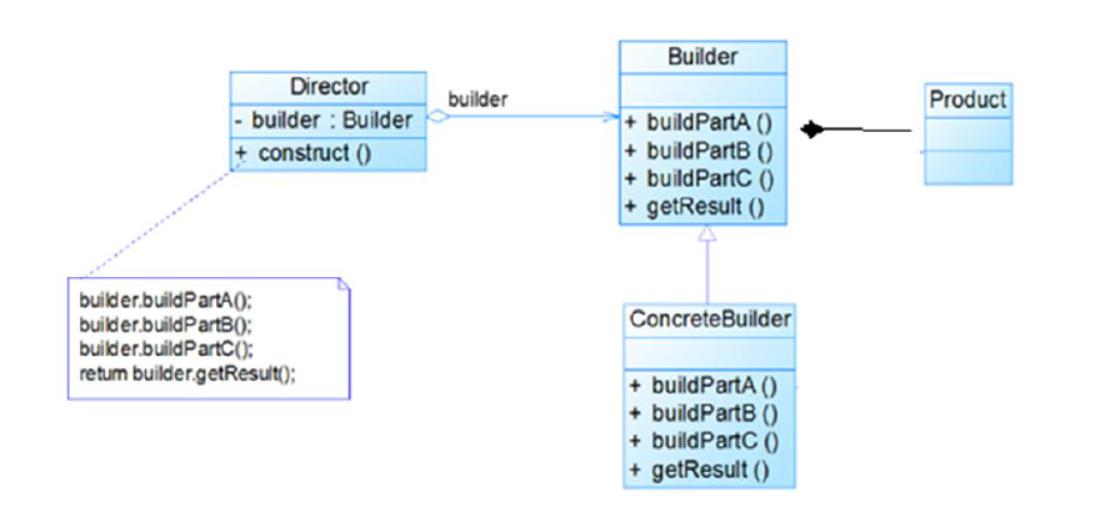 Director
- builder : Builder
+ construct ()
builder
Builder
+ buildPartA ()
+ buildPartB ()
+ buildPartC ()
+ getResult ()
Product
builder.buildPartA();
builder.buildPartB();
builder.buildPartC();
return builder.getResult();
ConcreteBuilder
+ buildPartA ()
+ buildPartB ()
+ buildPartC ()
+ getResult ()